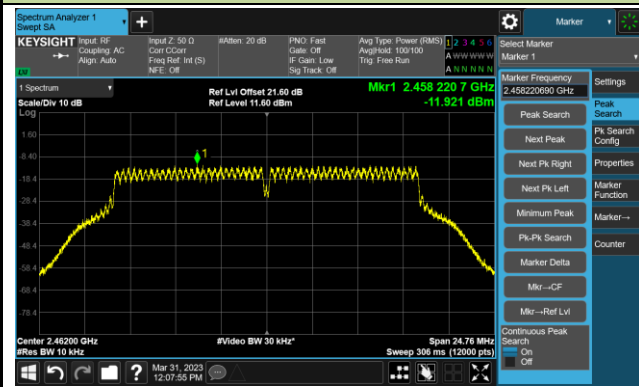 Spectrum Analyzer 1
Swept SA
Marker
KEYSIGHT
Input: RF
Coupling: AC
Align: Auto
Input Z: 50 Ω
Corr CCorr
Freq Ref: Int (S)
NFE: Off
#Atten: 20 dB
PNO: Fast
Gate: Off
IF Gain: Low
Sig Track: Off
Avg Type: Power (RMS)
Avg|Hold: 100/100
Trig: Free Run
1 2 3 4 5 6
A W W W W W
A N N N N N
LXI
Select Marker
Marker 1
1 Spectrum
Scale/Div 10 dB
Log
Ref Lvl Offset 21.60 dB
Ref Level 11.60 dBm
Mkr1 2.458 220 7 GHz
-11.921 dBm
1
1.60
-8.40
-18.4
-28.4
-38.4
-48.4
-58.4
-68.4
-78.4
Center 2.46200 GHz
#Res BW 10 kHz
#Video BW 30 kHz*
Span 24.76 MHz
Sweep 306 ms (12000 pts)
Marker Frequency
2.458220690 GHz
Peak Search
Next Peak
Next Pk Right
Next Pk Left
Minimum Peak
Pk-Pk Search
Marker Delta
Mkr→CF
Mkr→Ref Lvl
Continuous Peak
Search
On
Off
Settings
Peak
Search
Pk Search
Config
Properties
Marker
Function
Marker→
Counter
Mar 31, 2023
12:07:55 PM